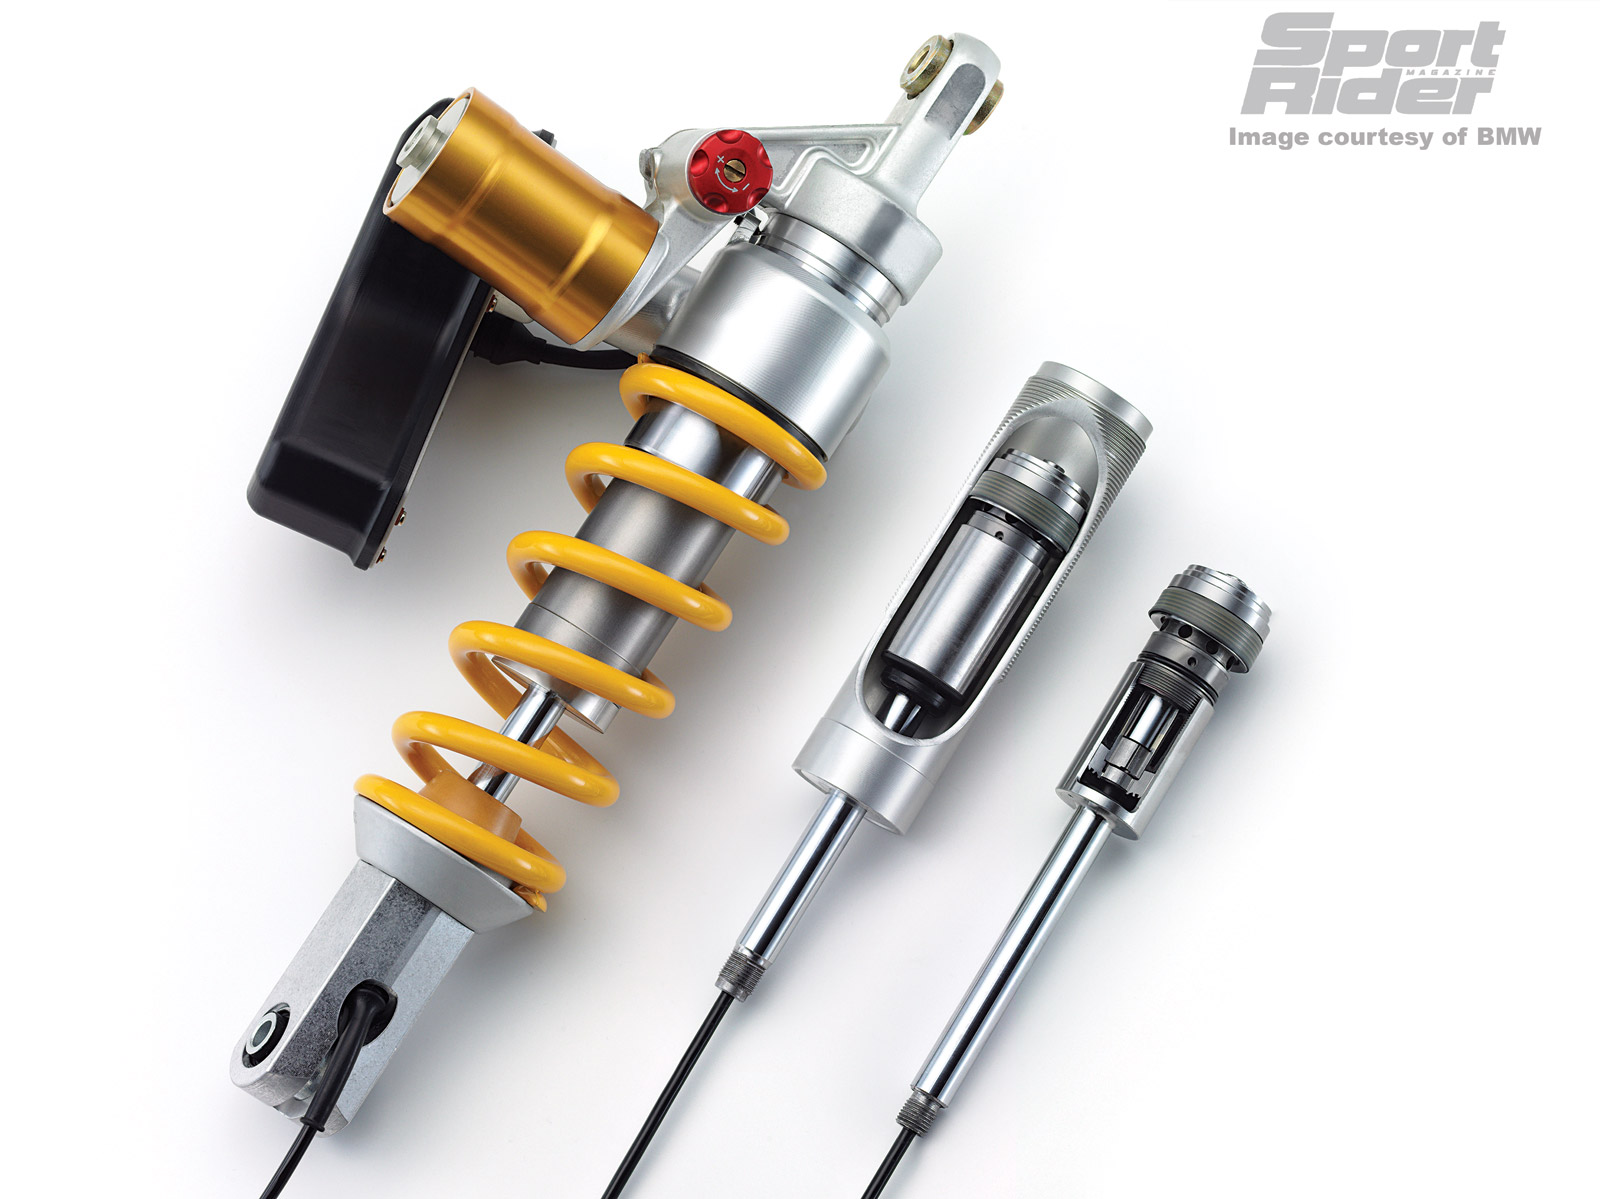 Sport
MAGAZINE
Rider
Image courtesy of BMW
+
-